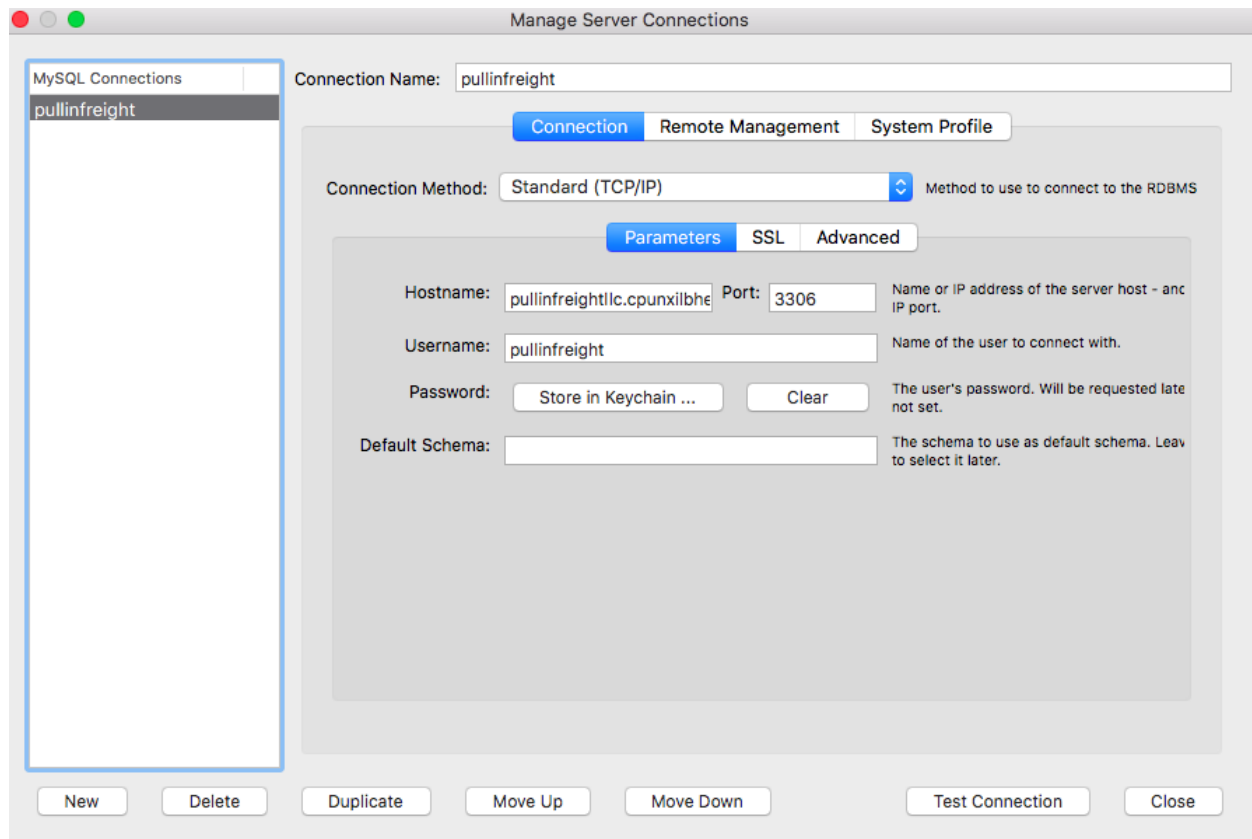 Manage Server Connections
MySQL Connections
pullinfreight
Connection Name: pullinfreight
Connection Remote Management System Profile
Connection Method: Standard (TCP/IP) Method to use to connect to the RDBMS
Parameters SSL Advanced
Hostname: pullinfreightllc.cpunxilbhe Port: 3306 Name or IP address of the server host - and
IP port.
Username: pullinfreight Name of the user to connect with.
Password: Store in Keychain ... Clear The user's password. Will be requested late
not set.
Default Schema: The schema to use as default schema. Leav
to select it later.
New Delete Duplicate Move Up Move Down Test Connection Close